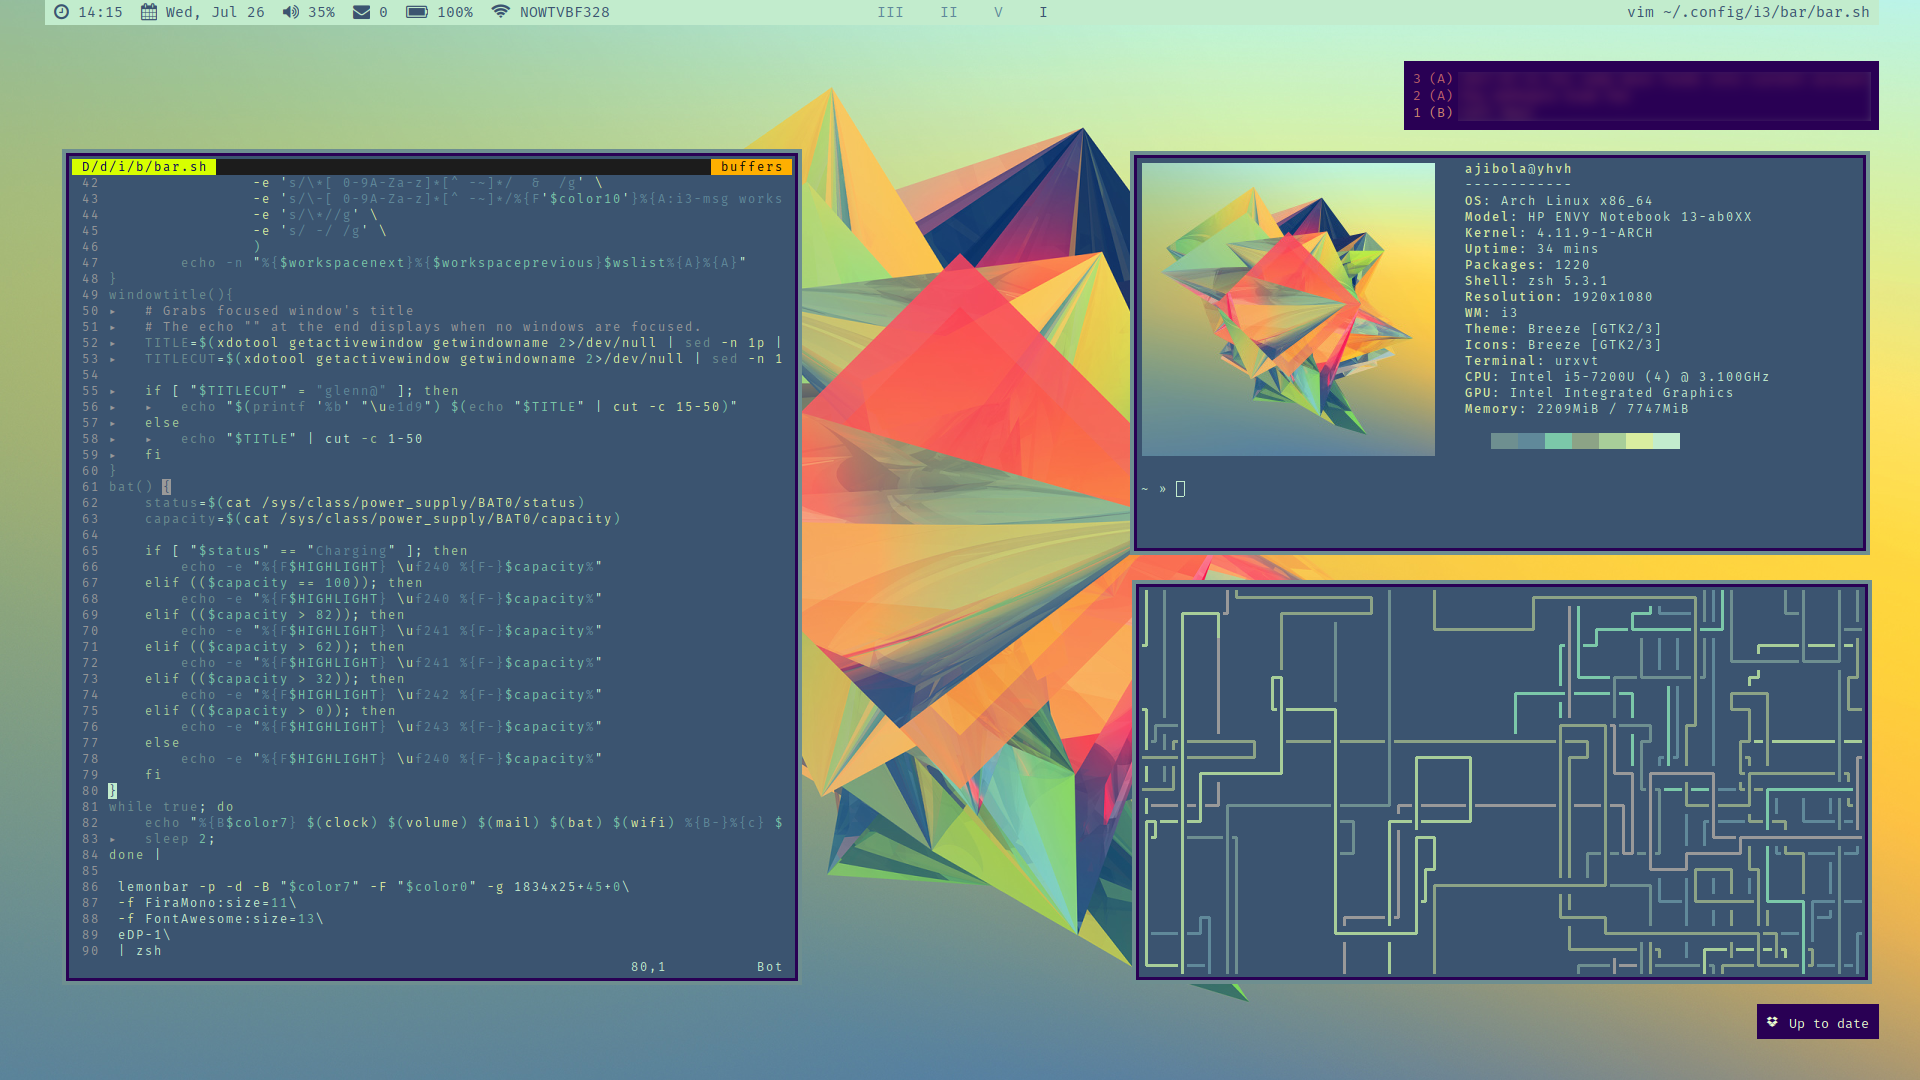 14:15 Wed, Jul 26 35% 0 100% NOWTVBF328 III II V I vim ~/.config/i3/bar/bar.sh
3 (A)
2 (A)
1 (B)
D/d/i/b/bar.sh buffers
42 -e 's/\*[ 0-9A-Za-z]*[^ -~]*/  &  /g' \
43 -e 's/\-[ 0-9A-Za-z]*[^ -~]*/%{F'$color10'}%{A:i3-msg works
44 -e 's/\*//g' \
45 -e 's/ -/ /g' \
46 )
47 echo -n "%{$workspacenext}%{$workspaceprevious}$wslist%{A}%{A}"
48 }
49 windowtitle(){
50 ▸ # Grabs focused window's title
51 ▸ # The echo "" at the end displays when no windows are focused.
52 ▸ TITLE=$(xdotool getactivewindow getwindowname 2>/dev/null | sed -n 1p |
53 ▸ TITLECUT=$(xdotool getactivewindow getwindowname 2>/dev/null | sed -n 1
54
55 ▸ if [ "$TITLECUT" = "glenn@" ]; then
56 ▸ ▸ echo "$(printf '%b' "\ue1d9") $(echo "$TITLE" | cut -c 15-50)"
57 ▸ else
58 ▸ ▸ echo "$TITLE" | cut -c 1-50
59 ▸ fi
60 }
61 bat() {
62 status=$(cat /sys/class/power_supply/BAT0/status)
63 capacity=$(cat /sys/class/power_supply/BAT0/capacity)
64
65 if [ "$status" == "Charging" ]; then
66 echo -e "%{F$HIGHLIGHT} \uf240 %{F-}$capacity%"
67 elif (($capacity == 100)); then
68 echo -e "%{F$HIGHLIGHT} \uf240 %{F-}$capacity%"
69 elif (($capacity > 82)); then
70 echo -e "%{F$HIGHLIGHT} \uf241 %{F-}$capacity%"
71 elif (($capacity > 62)); then
72 echo -e "%{F$HIGHLIGHT} \uf241 %{F-}$capacity%"
73 elif (($capacity > 32)); then
74 echo -e "%{F$HIGHLIGHT} \uf242 %{F-}$capacity%"
75 elif (($capacity > 0)); then
76 echo -e "%{F$HIGHLIGHT} \uf243 %{F-}$capacity%"
77 else
78 echo -e "%{F$HIGHLIGHT} \uf240 %{F-}$capacity%"
79 fi
80 }
81 while true; do
82 echo "%{B$color7} $(clock) $(volume) $(mail) $(bat) $(wifi) %{B-}%{c} $
83 ▸ sleep 2;
84 done |
85
86 lemonbar -p -d -B "$color7" -F "$color0" -g 1834x25+45+0\
87 -f FiraMono:size=11\
88 -f FontAwesome:size=13\
89 eDP-1\
90 | zsh
80,1 Bot
ajibola@yhvh
------------
OS: Arch Linux x86_64
Model: HP ENVY Notebook 13-ab0XX
Kernel: 4.11.9-1-ARCH
Uptime: 34 mins
Packages: 1220
Shell: zsh 5.3.1
Resolution: 1920x1080
WM: i3
Theme: Breeze [GTK2/3]
Icons: Breeze [GTK2/3]
Terminal: urxvt
CPU: Intel i5-7200U (4) @ 3.100GHz
GPU: Intel Integrated Graphics
Memory: 2209MiB / 7747MiB
~ »
Up to date